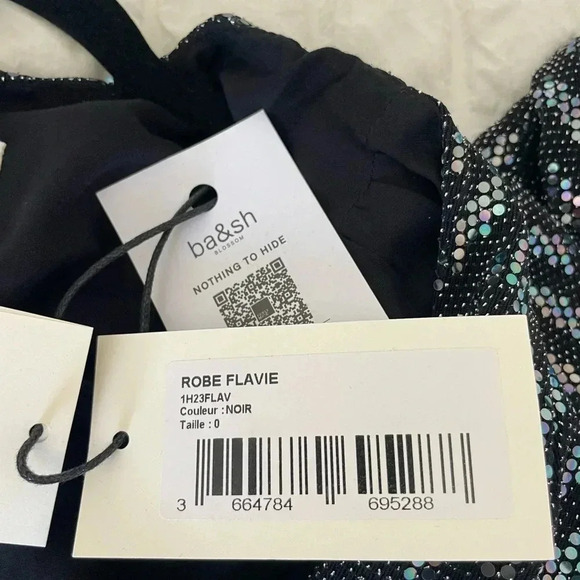 ba&sh
BLOSSOM
NOTHING TO HIDE
ROBE FLAVIE
1H23FLAV
Couleur : NOIR
Taille : 0
3 664784 695288